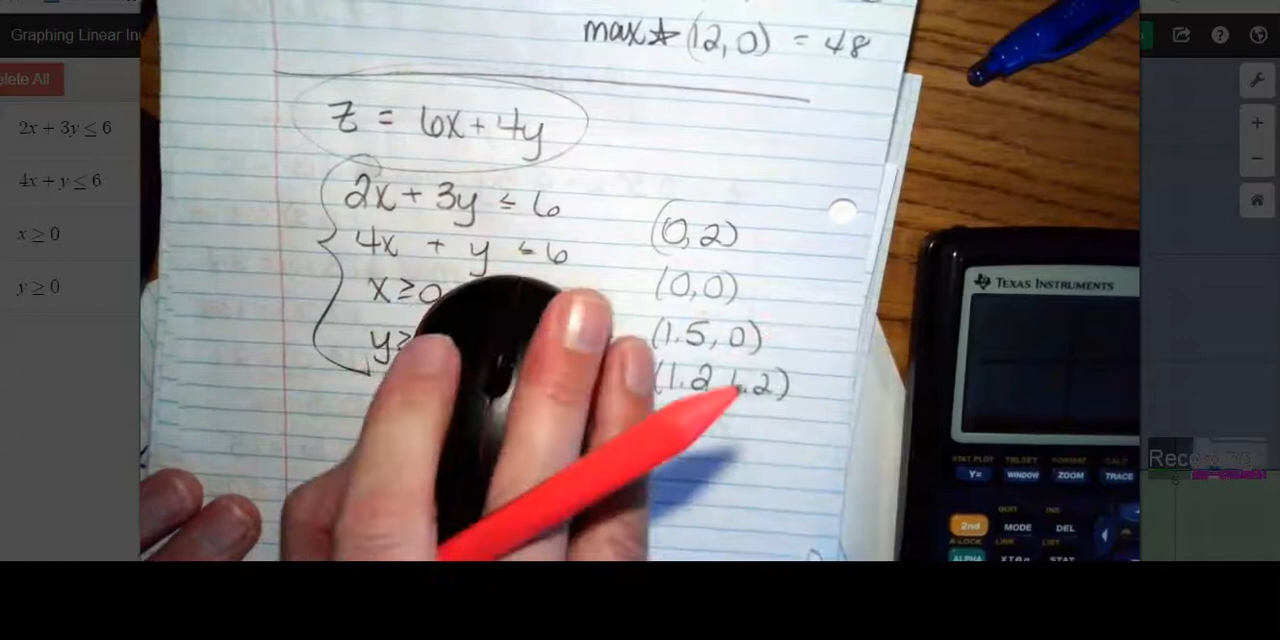 max☆ (12,0) = 48
Graphing Linear In
elete All
z = 6x + 4y
2x + 3y ≤ 6
4x + y ≤ 6
x ≥ 0
y ≥ 0
2x + 3y ≤ 6
4x + y ≤ 6
x ≥ 0
y ≥
(0,2)
(0,0)
(1.5,0)
(1.2 1.2)
TEXAS INSTRUMENTS
STAT PLOT TBLSET FORMAT CALC
Y= WINDOW ZOOM TRACE
QUIT INS
2nd MODE DEL
A-LOCK LINK LIST
ALPHA STAT